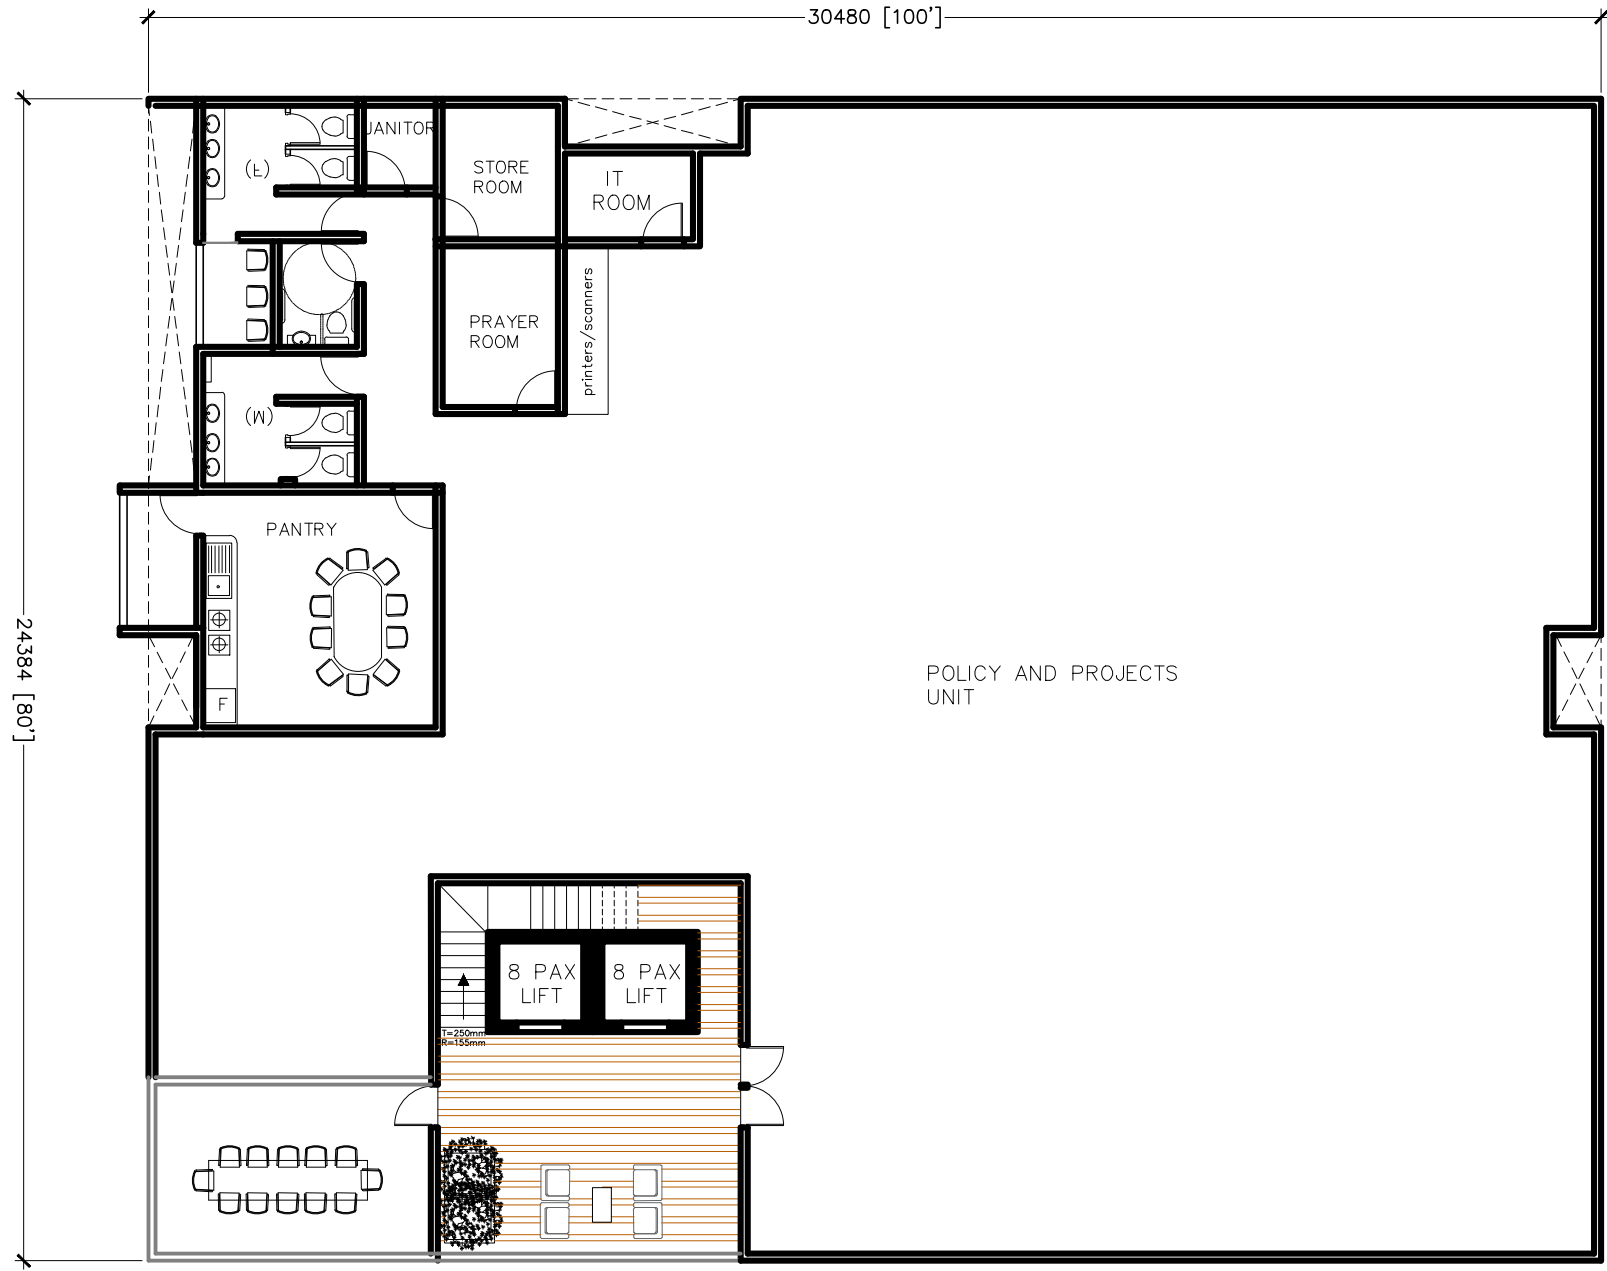 30480 [100']
JANITOR
(F)
STORE
ROOM
IT
ROOM
PRAYER
ROOM
printers/scanners
(M)
PANTRY
F
24384 [80']
POLICY AND PROJECTS
UNIT
8 PAX
LIFT
8 PAX
LIFT
T=250mm
R=155mm